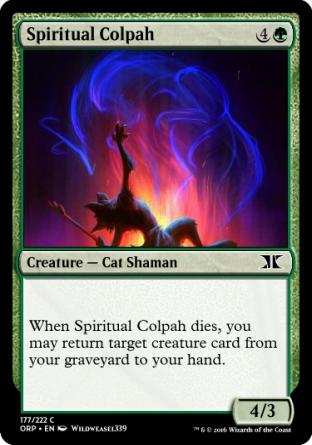 Spiritual Colpah 4
Creature — Cat Shaman
When Spiritual Colpah dies, you
may return target creature card from
your graveyard to your hand.
4/3
177/222 C
ORP • EN WILDWEASEL339
™ & © 2016 Wizards of the Coast